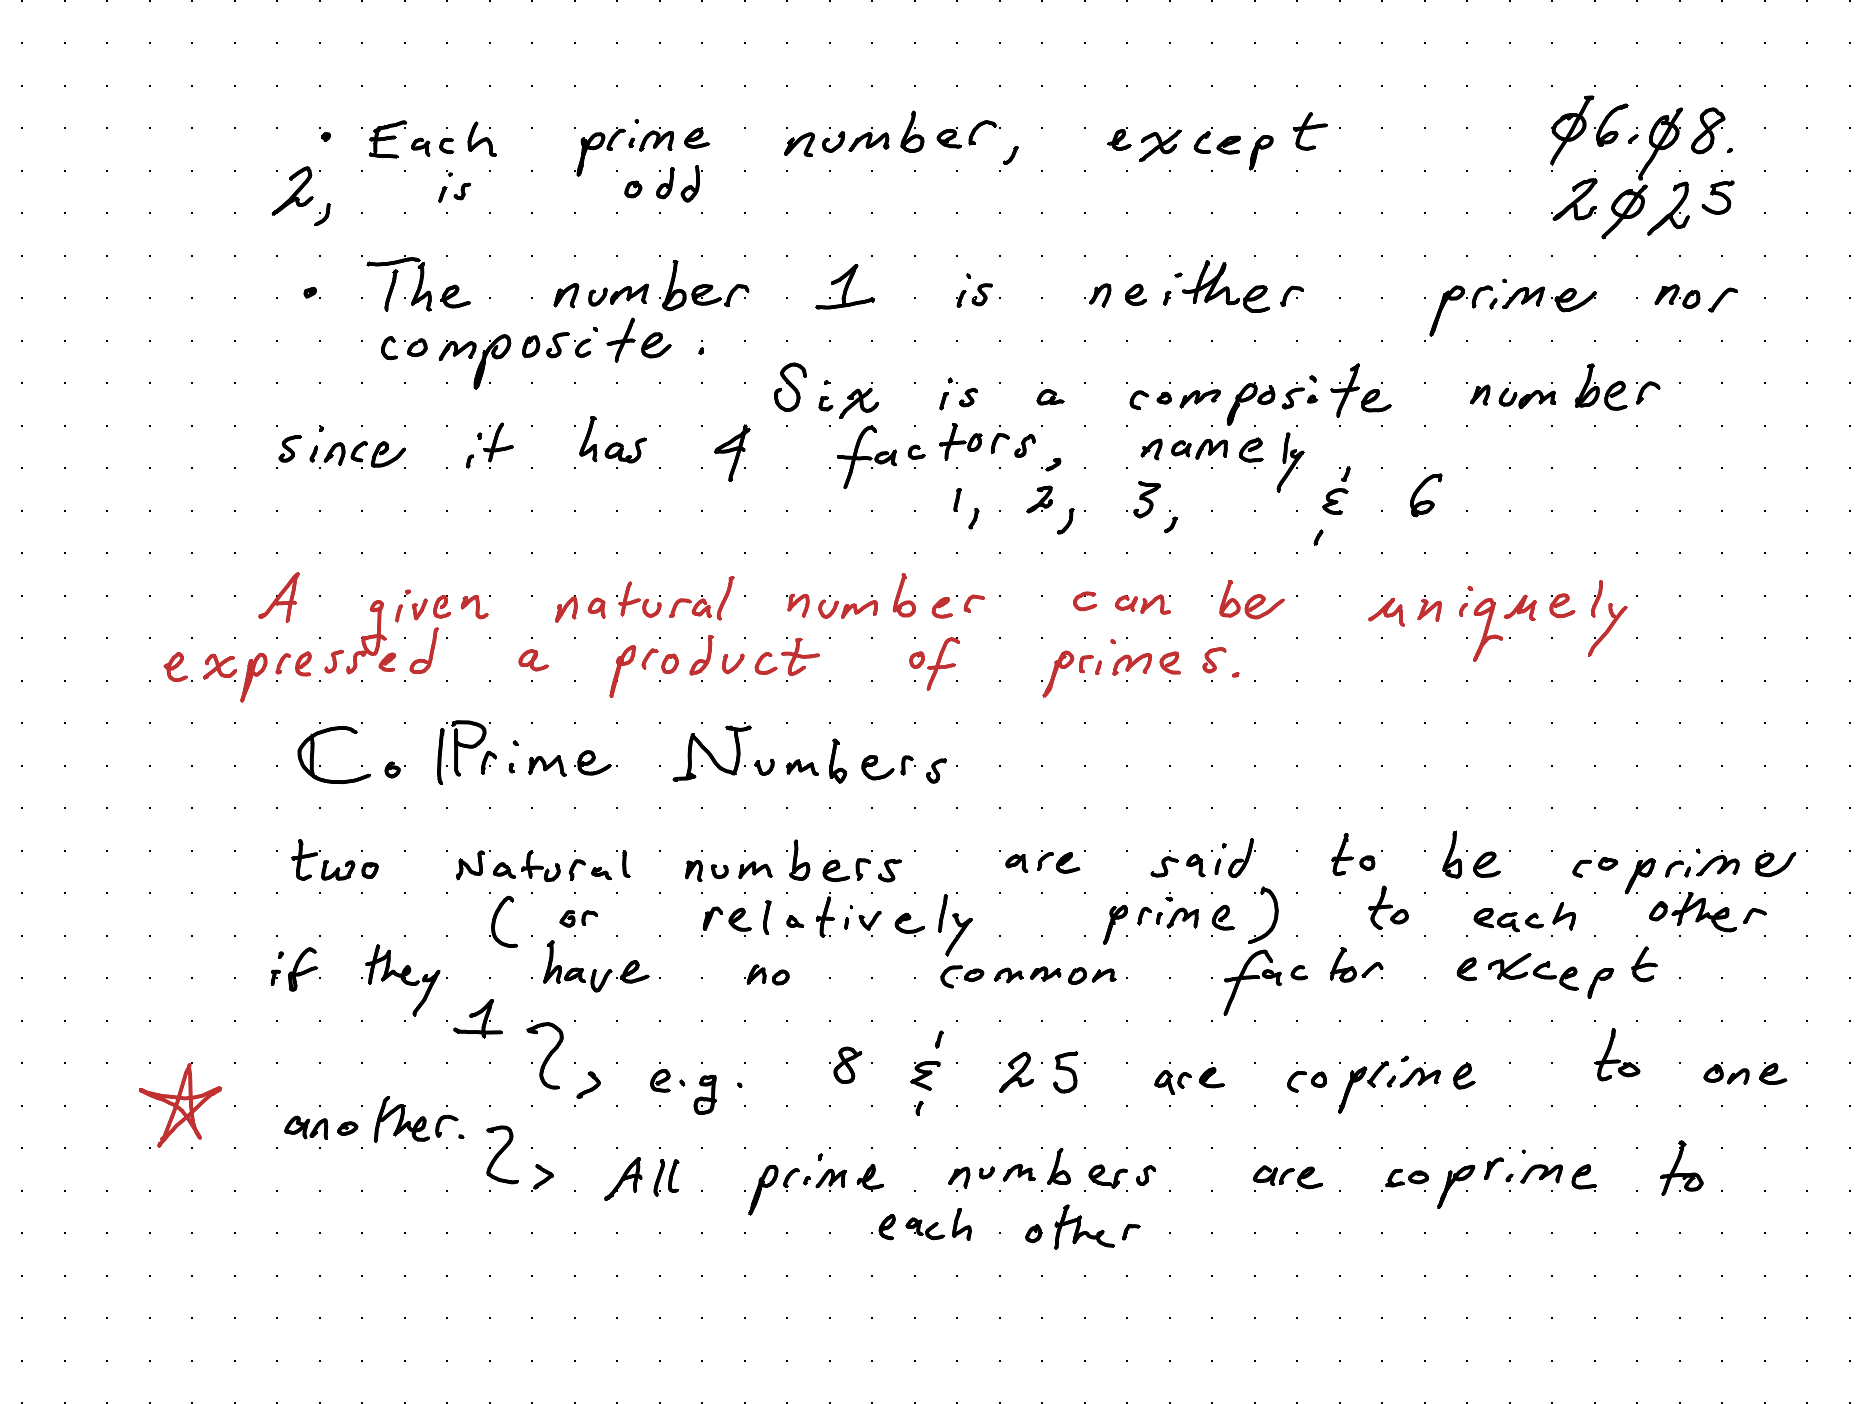 • Each prime number, except
06.08.
2, is odd
2025
• The number 1 is neither prime nor
composite.
Six is a composite number
since it has 4 factors, namely
1, 2, 3, & 6
A given natural number can be uniquely
expressed a product of primes.
CoPrime Numbers
two Natural numbers are said to be coprime
(or relatively prime) to each other
if they have no common factor except
1
> e.g. 8 & 25 are coprime to one
another.
> All prime numbers are coprime to
each other